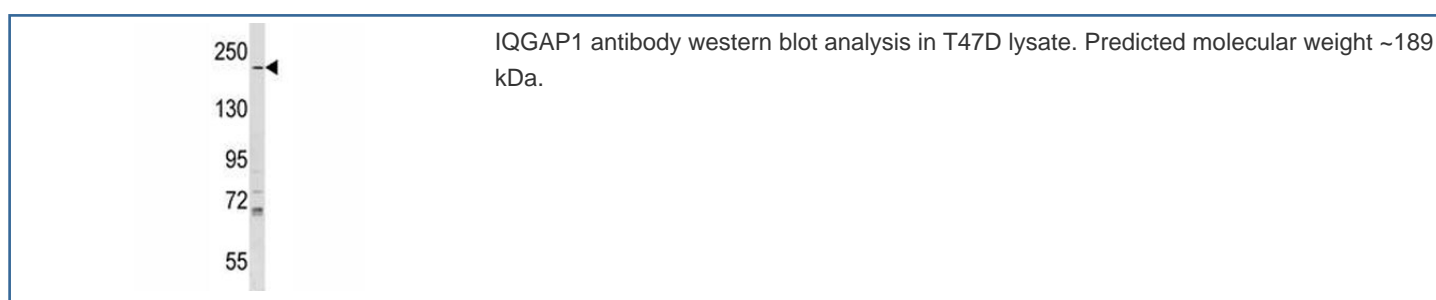 250
130
95
72
55
IQGAP1 antibody western blot analysis in T47D lysate. Predicted molecular weight ~189
kDa.